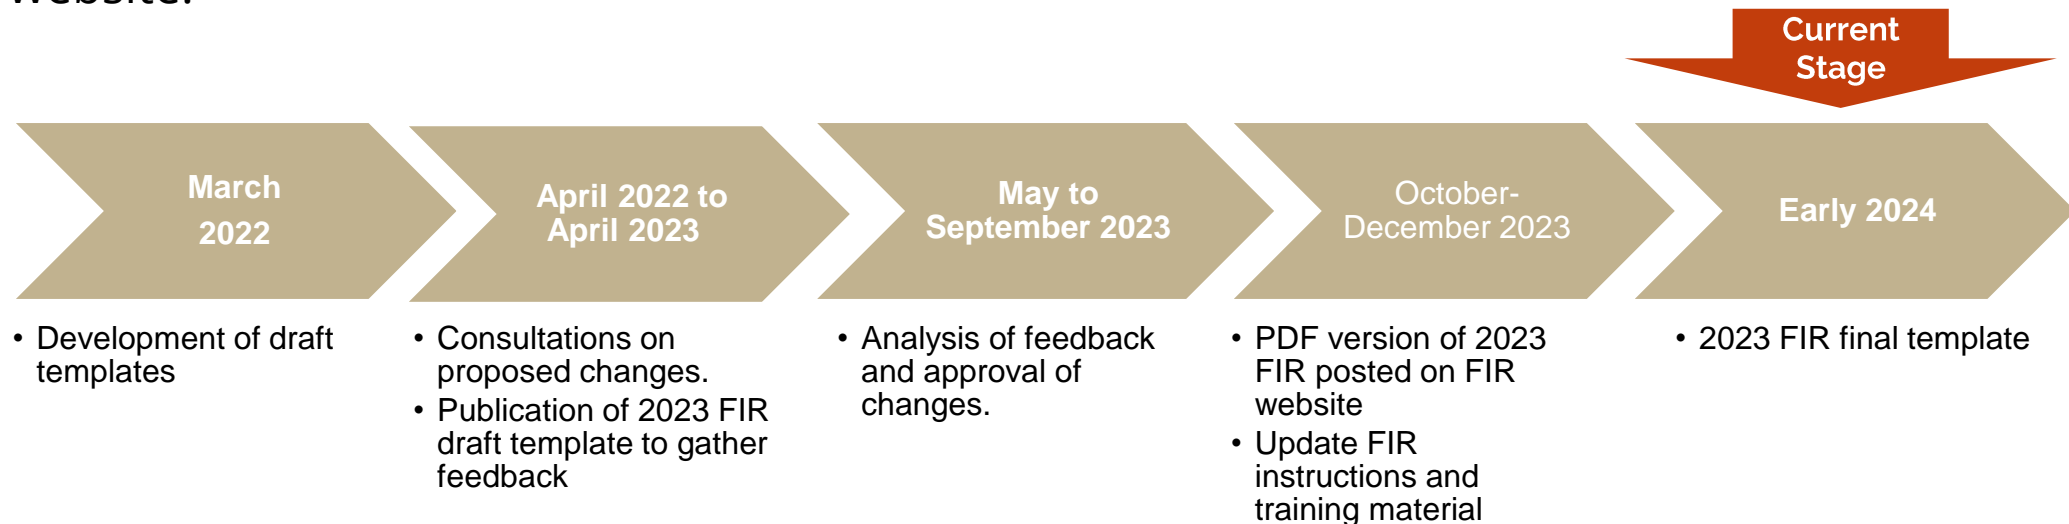 website.
Current
Stage
March
2022
April 2022 to
April 2023
May to
September 2023
October-
December 2023
Early 2024
• Development of draft
templates
• Consultations on
proposed changes.
• Publication of 2023 FIR
draft template to gather
feedback
• Analysis of feedback
and approval of
changes.
• PDF version of 2023
FIR posted on FIR
website
• Update FIR
instructions and
training material
• 2023 FIR final template